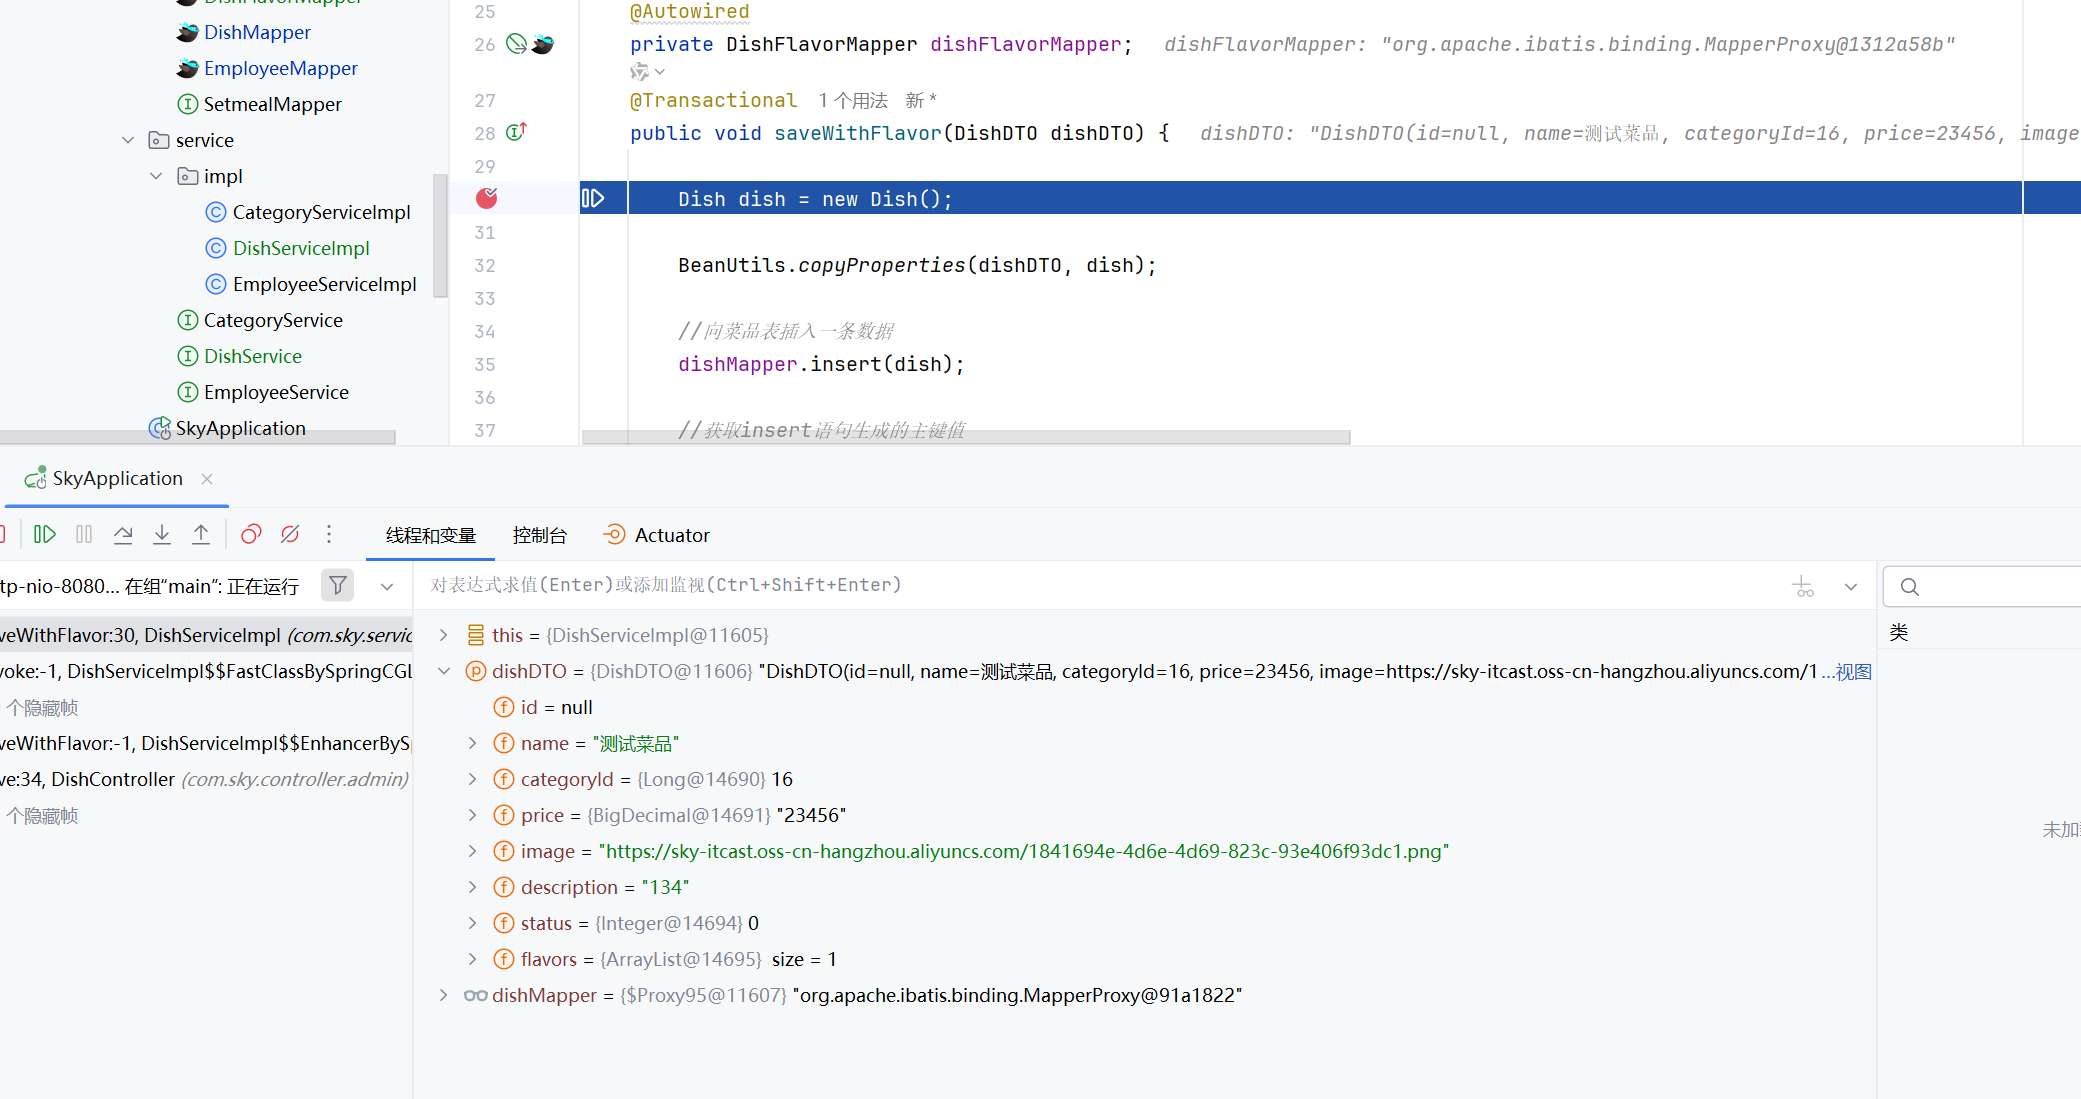 DishFlavorMapper
DishMapper
EmployeeMapper
SetmealMapper
service
impl
CategoryServiceImpl
DishServiceImpl
EmployeeServiceImpl
CategoryService
DishService
EmployeeService
SkyApplication
25 @Autowired
26 private DishFlavorMapper dishFlavorMapper; dishFlavorMapper: "org.apache.ibatis.binding.MapperProxy@1312a58b"
27 @Transactional 1 个用法 新 *
28 public void saveWithFlavor(DishDTO dishDTO) { dishDTO: "DishDTO(id=null, name=测试菜品, categoryId=16, price=23456, image
29
Dish dish = new Dish();
31
32 BeanUtils.copyProperties(dishDTO, dish);
33
34 //向菜品表插入一条数据
35 dishMapper.insert(dish);
36
37 //获取insert语句生成的主键值
SkyApplication
线程和变量 控制台 Actuator
tp-nio-8080... 在组“main”: 正在运行
veWithFlavor:30, DishServiceImpl (com.sky.servic
voke:-1, DishServiceImpl$$FastClassBySpringCGL
个隐藏帧
veWithFlavor:-1, DishServiceImpl$$EnhancerBySp
ve:34, DishController (com.sky.controller.admin)
个隐藏帧
对表达式求值(Enter)或添加监视(Ctrl+Shift+Enter)
this = {DishServiceImpl@11605}
dishDTO = {DishDTO@11606} "DishDTO(id=null, name=测试菜品, categoryId=16, price=23456, image=https://sky-itcast.oss-cn-hangzhou.aliyuncs.com/1 ...视图
id = null
name = "测试菜品"
categoryId = {Long@14690} 16
price = {BigDecimal@14691} "23456"
image = "https://sky-itcast.oss-cn-hangzhou.aliyuncs.com/1841694e-4d6e-4d69-823c-93e406f93dc1.png"
description = "134"
status = {Integer@14694} 0
flavors = {ArrayList@14695} size = 1
dishMapper = {$Proxy95@11607} "org.apache.ibatis.binding.MapperProxy@91a1822"
类
未加